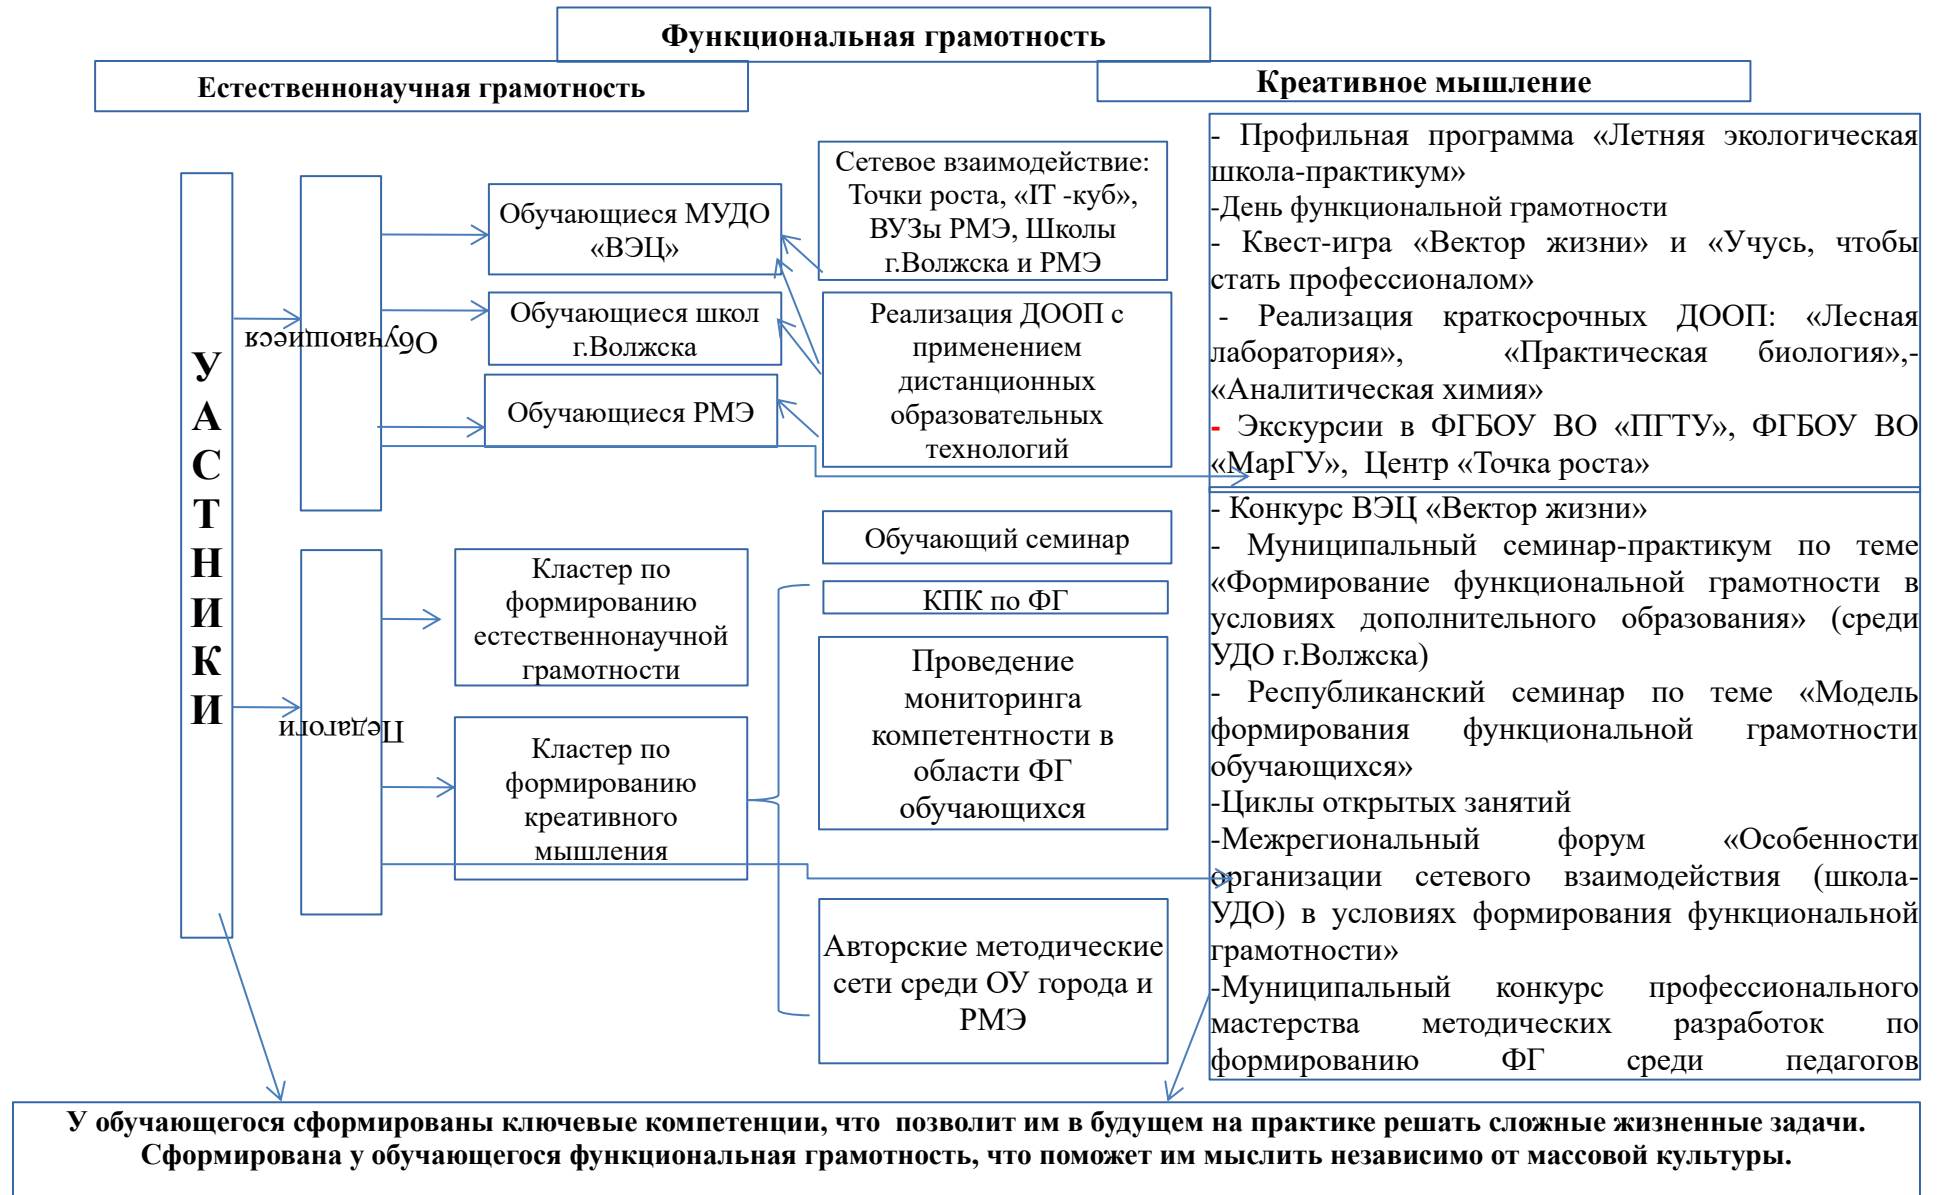 Функциональная грамотность
Естественнонаучная грамотность
Креативное мышление
У
А
С
Т
Н
И
К
И
Обучающиеся
Обучающиеся МУДО
«ВЭЦ»
Обучающиеся школ
г.Волжска
Обучающиеся РМЭ
Сетевое взаимодействие:
Точки роста, «IT -куб»,
ВУЗы РМЭ, Школы
г.Волжска и РМЭ
Реализация ДООП с
применением
дистанционных
образовательных
технологий
Педагоги
Кластер по
формированию
естественнонаучной
грамотности
Кластер по
формированию
креативного
мышления
Обучающий семинар
КПК по ФГ
Проведение
мониторинга
компетентности в
области ФГ
обучающихся
Авторские методические
сети среди ОУ города и
РМЭ
- Профильная программа «Летняя экологическая
школа-практикум»
-День функциональной грамотности
- Квест-игра «Вектор жизни» и «Учусь, чтобы
стать профессионалом»
- Реализация краткосрочных ДООП: «Лесная
лаборатория», «Практическая биология»,-
«Аналитическая химия»
- Экскурсии в ФГБОУ ВО «ПГТУ», ФГБОУ ВО
«МарГУ», Центр «Точка роста»
- Конкурс ВЭЦ «Вектор жизни»
- Муниципальный семинар-практикум по теме
«Формирование функциональной грамотности в
условиях дополнительного образования» (среди
УДО г.Волжска)
- Республиканский семинар по теме «Модель
формирования функциональной грамотности
обучающихся»
-Циклы открытых занятий
-Межрегиональный форум «Особенности
организации сетевого взаимодействия (школа-
УДО) в условиях формирования функциональной
грамотности»
-Муниципальный конкурс профессионального
мастерства методических разработок по
формированию ФГ среди педагогов
У обучающегося сформированы ключевые компетенции, что позволит им в будущем на практике решать сложные жизненные задачи.
Сформирована у обучающегося функциональная грамотность, что поможет им мыслить независимо от массовой культуры.